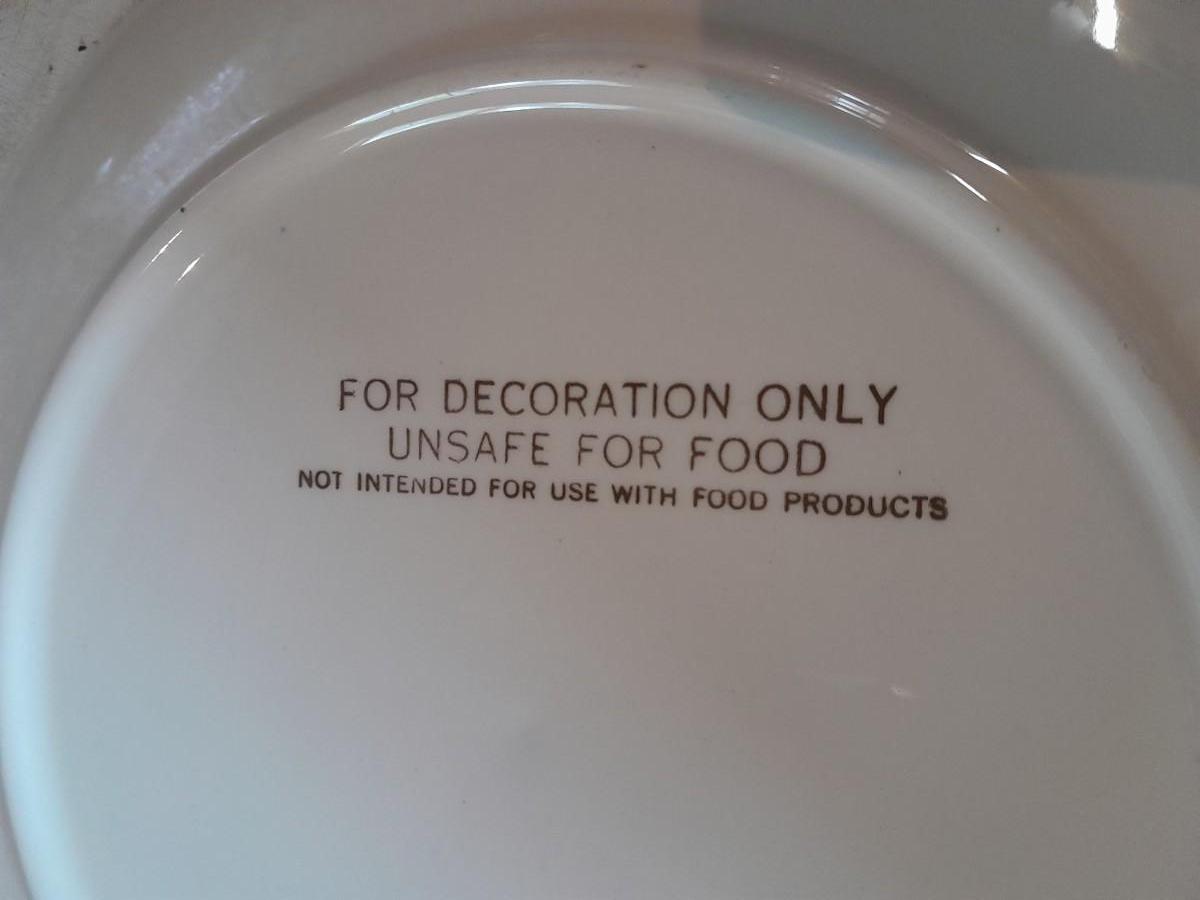 FOR DECORATION ONLY
UNSAFE FOR FOOD
NOT INTENDED FOR USE WITH FOOD PRODUCTS